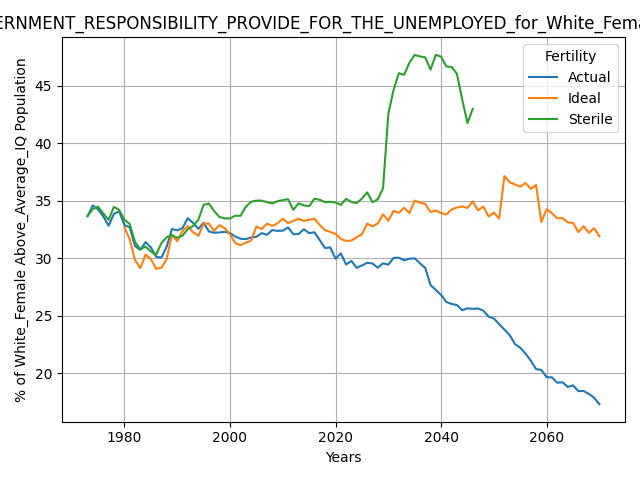 ERNMENT_RESPONSIBILITY_PROVIDE_FOR_THE_UNEMPLOYED_for_White_Fema
% of White_Female Above_Average_IQ Population
45
40
35
30
25
20
1980
2000
2020
2040
2060
Years
Fertility
Actual
Ideal
Sterile